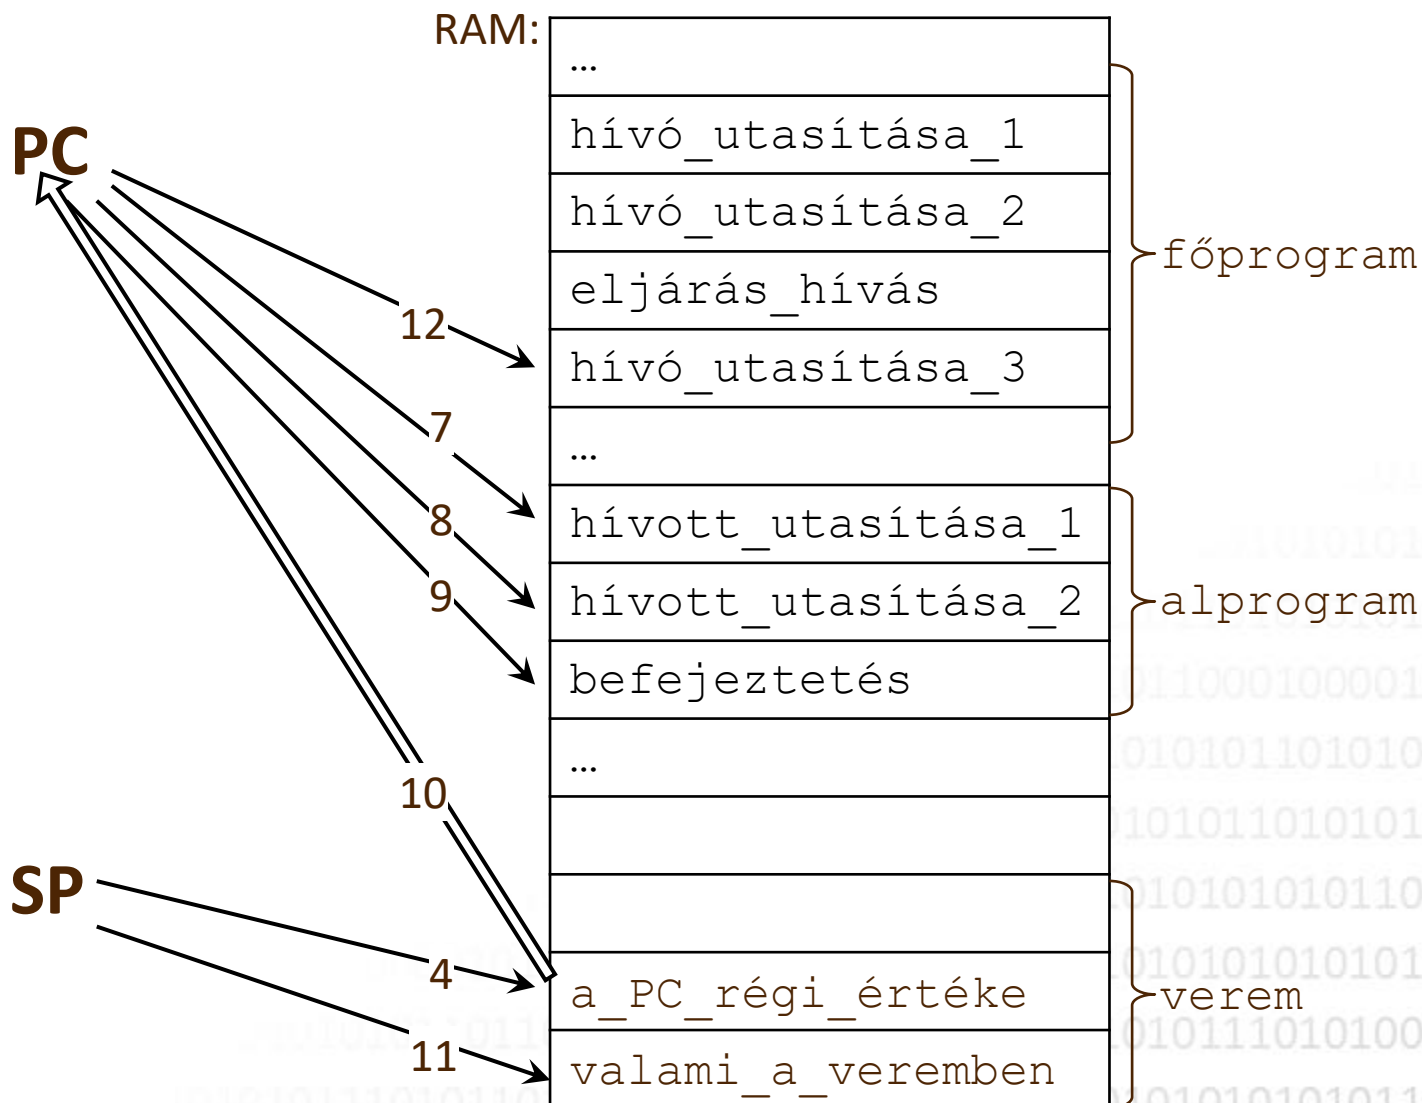 RAM:
…
hívó_utasítása_1
PC
hívó_utasítása_2
főprogram
eljárás_hívás
12
hívó_utasítása_3
7
…
8
hívott_utasítása_1
9
hívott_utasítása_2
alprogram
befejeztetés
…
10
SP
4
a_PC_régi_értéke
verem
11
valami_a_veremben